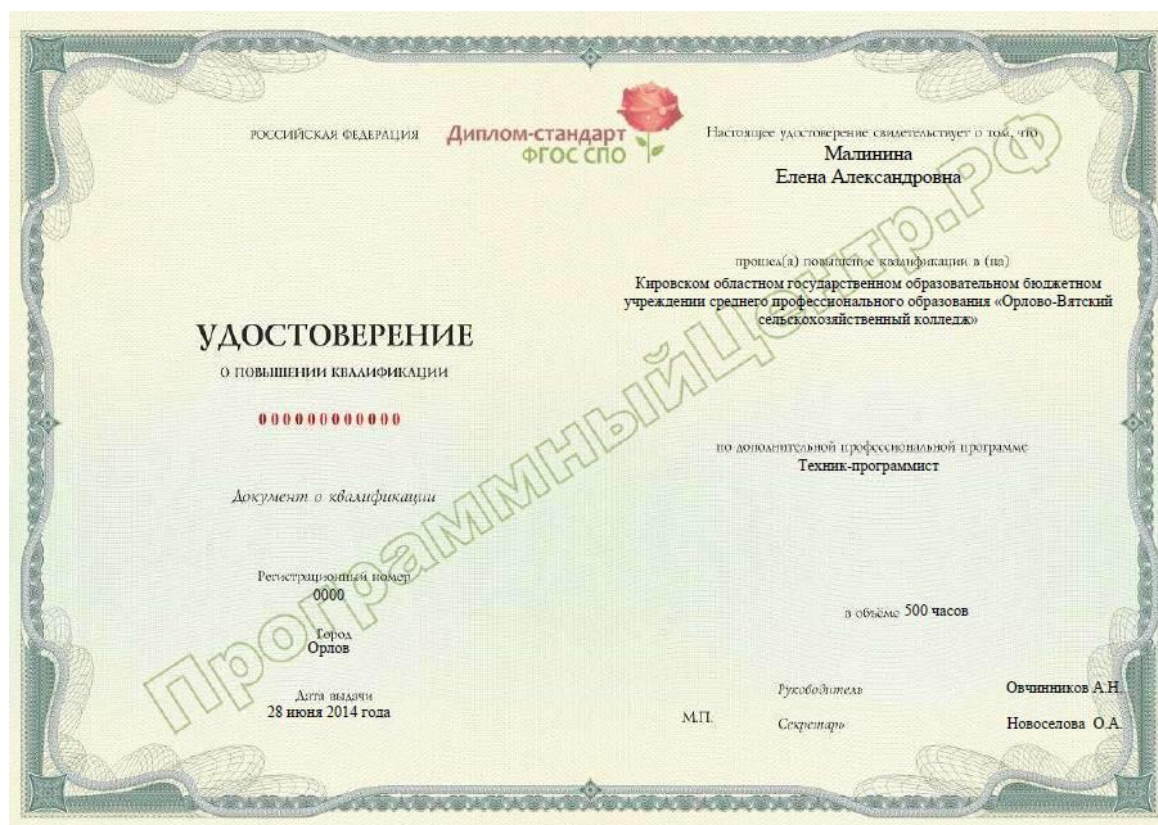 РОССИЙСКАЯ ФЕДЕРАЦИЯ
Диплом-стандарт
ФГОС СПО
УДОСТОВЕРЕНИЕ
О ПОВЫШЕНИИ КВАЛИФИКАЦИИ
000000000000
Документ о квалификации
Регистрационный номер
0000
Город
Орлов
Дата выдачи
28 июня 2014 года
Настоящее удостоверение свидетельствует о том, что
Малинина
Елена Александровна
прошел(а) повышение квалификации в (на)
Кировском областном государственном образовательном бюджетном
учреждении среднего профессионального образования «Орлово-Вятский
сельскохозяйственный колледж»
по дополнительной профессиональной программе
Техник-программист
в объёме 500 часов
М.П.
Руководитель Овчинников А.Н.
Секретарь Новоселова О.А.
ПрограммныйЦентр.РФ